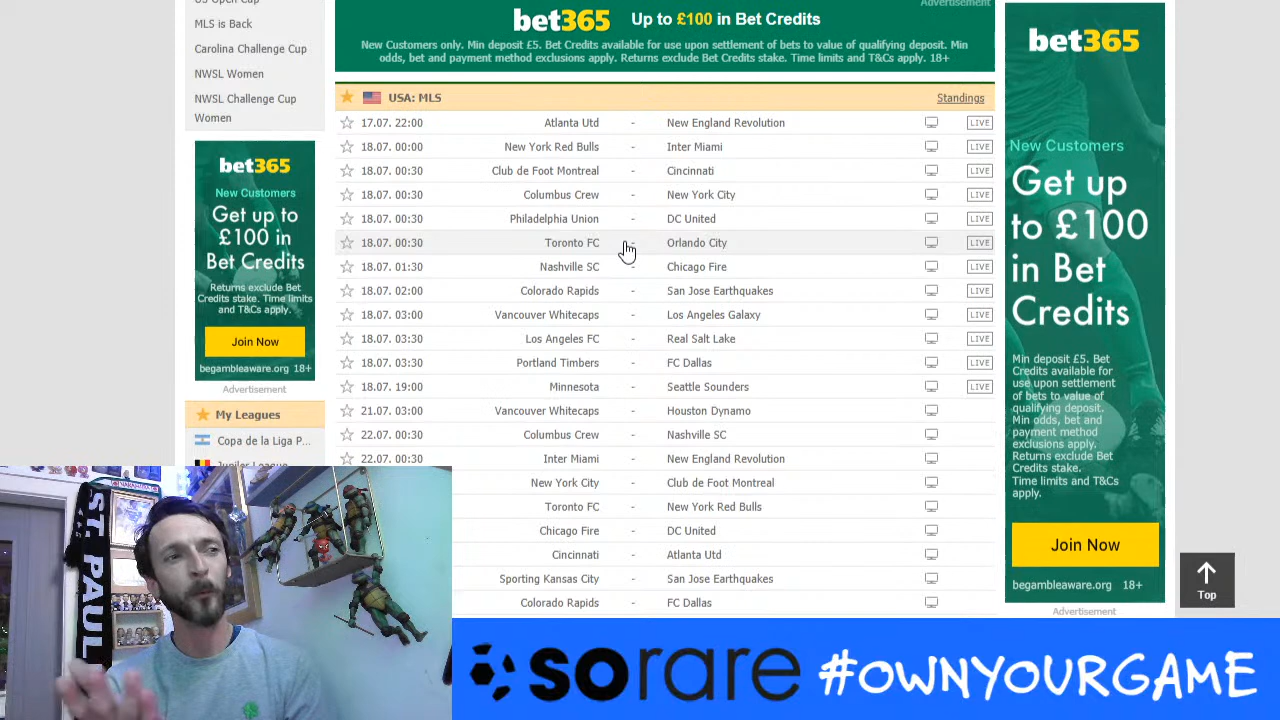 US Open Cup
MLS is Back
Carolina Challenge Cup
NWSL Women
NWSL Challenge Cup
Women
bet365
New Customers
Get up to
£100 in
Bet Credits
Returns exclude Bet
Credits stake. Time limits
and T&Cs apply.
Join Now
begambleaware.org 18+
Advertisement
My Leagues
Copa de la Liga P...
Jupiler League
Advertisement
bet365 Up to £100 in Bet Credits
New Customers only. Min deposit £5. Bet Credits available for use upon settlement of bets to value of qualifying deposit. Min
odds, bet and payment method exclusions apply. Returns exclude Bet Credits stake. Time limits and T&Cs apply. 18+
USA: MLS Standings
17.07. 22:00 Atlanta Utd - New England Revolution LIVE
18.07. 00:00 New York Red Bulls - Inter Miami LIVE
18.07. 00:30 Club de Foot Montreal - Cincinnati LIVE
18.07. 00:30 Columbus Crew - New York City LIVE
18.07. 00:30 Philadelphia Union - DC United LIVE
18.07. 00:30 Toronto FC - Orlando City LIVE
18.07. 01:30 Nashville SC - Chicago Fire LIVE
18.07. 02:00 Colorado Rapids - San Jose Earthquakes LIVE
18.07. 03:00 Vancouver Whitecaps - Los Angeles Galaxy LIVE
18.07. 03:30 Los Angeles FC - Real Salt Lake LIVE
18.07. 03:30 Portland Timbers - FC Dallas LIVE
18.07. 19:00 Minnesota - Seattle Sounders LIVE
21.07. 03:00 Vancouver Whitecaps - Houston Dynamo
22.07. 00:30 Columbus Crew - Nashville SC
22.07. 00:30 Inter Miami - New England Revolution
New York City - Club de Foot Montreal
Toronto FC - New York Red Bulls
Chicago Fire - DC United
Cincinnati - Atlanta Utd
Sporting Kansas City - San Jose Earthquakes
Colorado Rapids - FC Dallas
bet365
New Customers
Get up
to £100
in Bet
Credits
Min deposit £5. Bet
Credits available for
use upon settlement
of bets to value of
qualifying deposit.
Min odds, bet and
payment method
exclusions apply.
Returns exclude Bet
Credits stake.
Time limits and T&Cs
apply.
Join Now
begambleaware.org 18+
Advertisement
Top
ST. PAUL
sorare #OWNYOURGAME